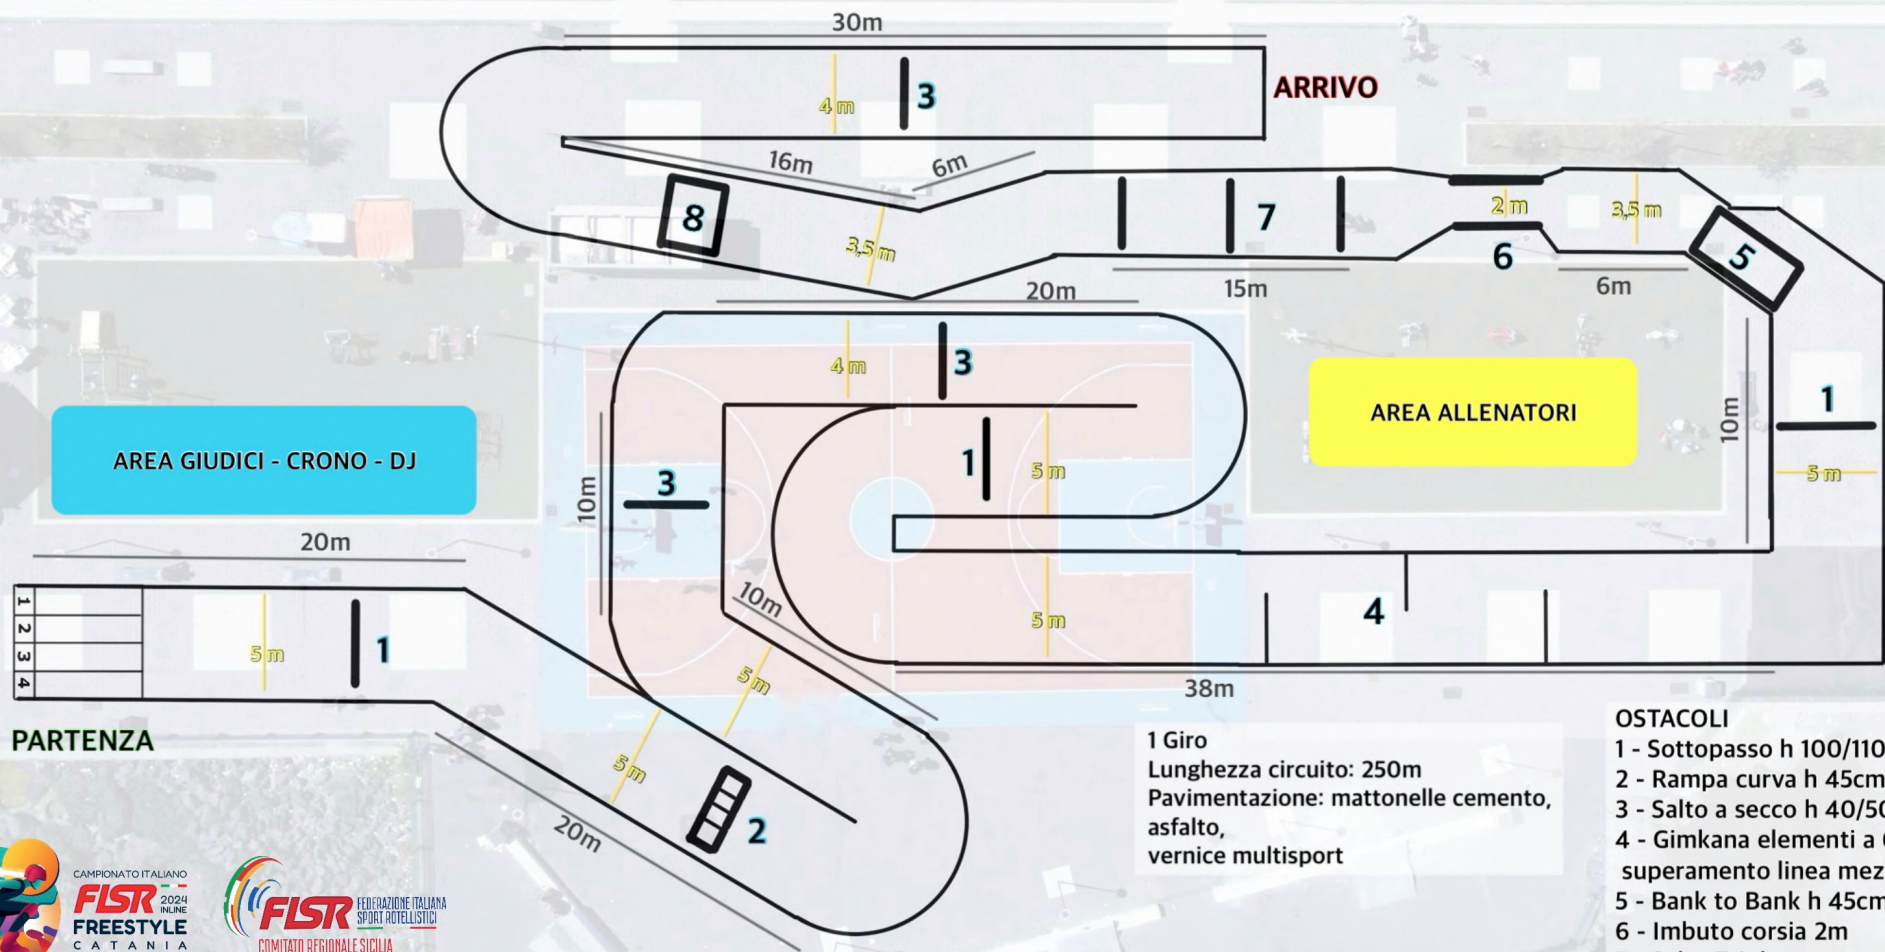 30m
4 m
3
ARRIVO
16m
6m
8
3,5 m
7
2 m
3,5 m
6
5
20m
15m
6m
4 m
3
AREA ALLENATORI
10m
1
5 m
AREA GIUDICI - CRONO - DJ
10m
3
1
5 m
20m
1
2
3
4
5 m
1
10m
5 m
5 m
4
38m
PARTENZA
5 m
20m
2
1 Giro
Lunghezza circuito: 250m
Pavimentazione: mattonelle cemento,
asfalto,
vernice multisport
OSTACOLI
1 - Sottopasso h 100/110
2 - Rampa curva h 45cm
3 - Salto a secco h 40/50
4 - Gimkana elementi a
superamento linea mez
5 - Bank to Bank h 45cm
6 - Imbuto corsia 2m
CAMPIONATO ITALIANO
FISR 2024
INLINE
FREESTYLE
CATANIA
FISR FEDERAZIONE ITALIANA
SPORT ROTELLISTICI
COMITATO REGIONALE SICILIA